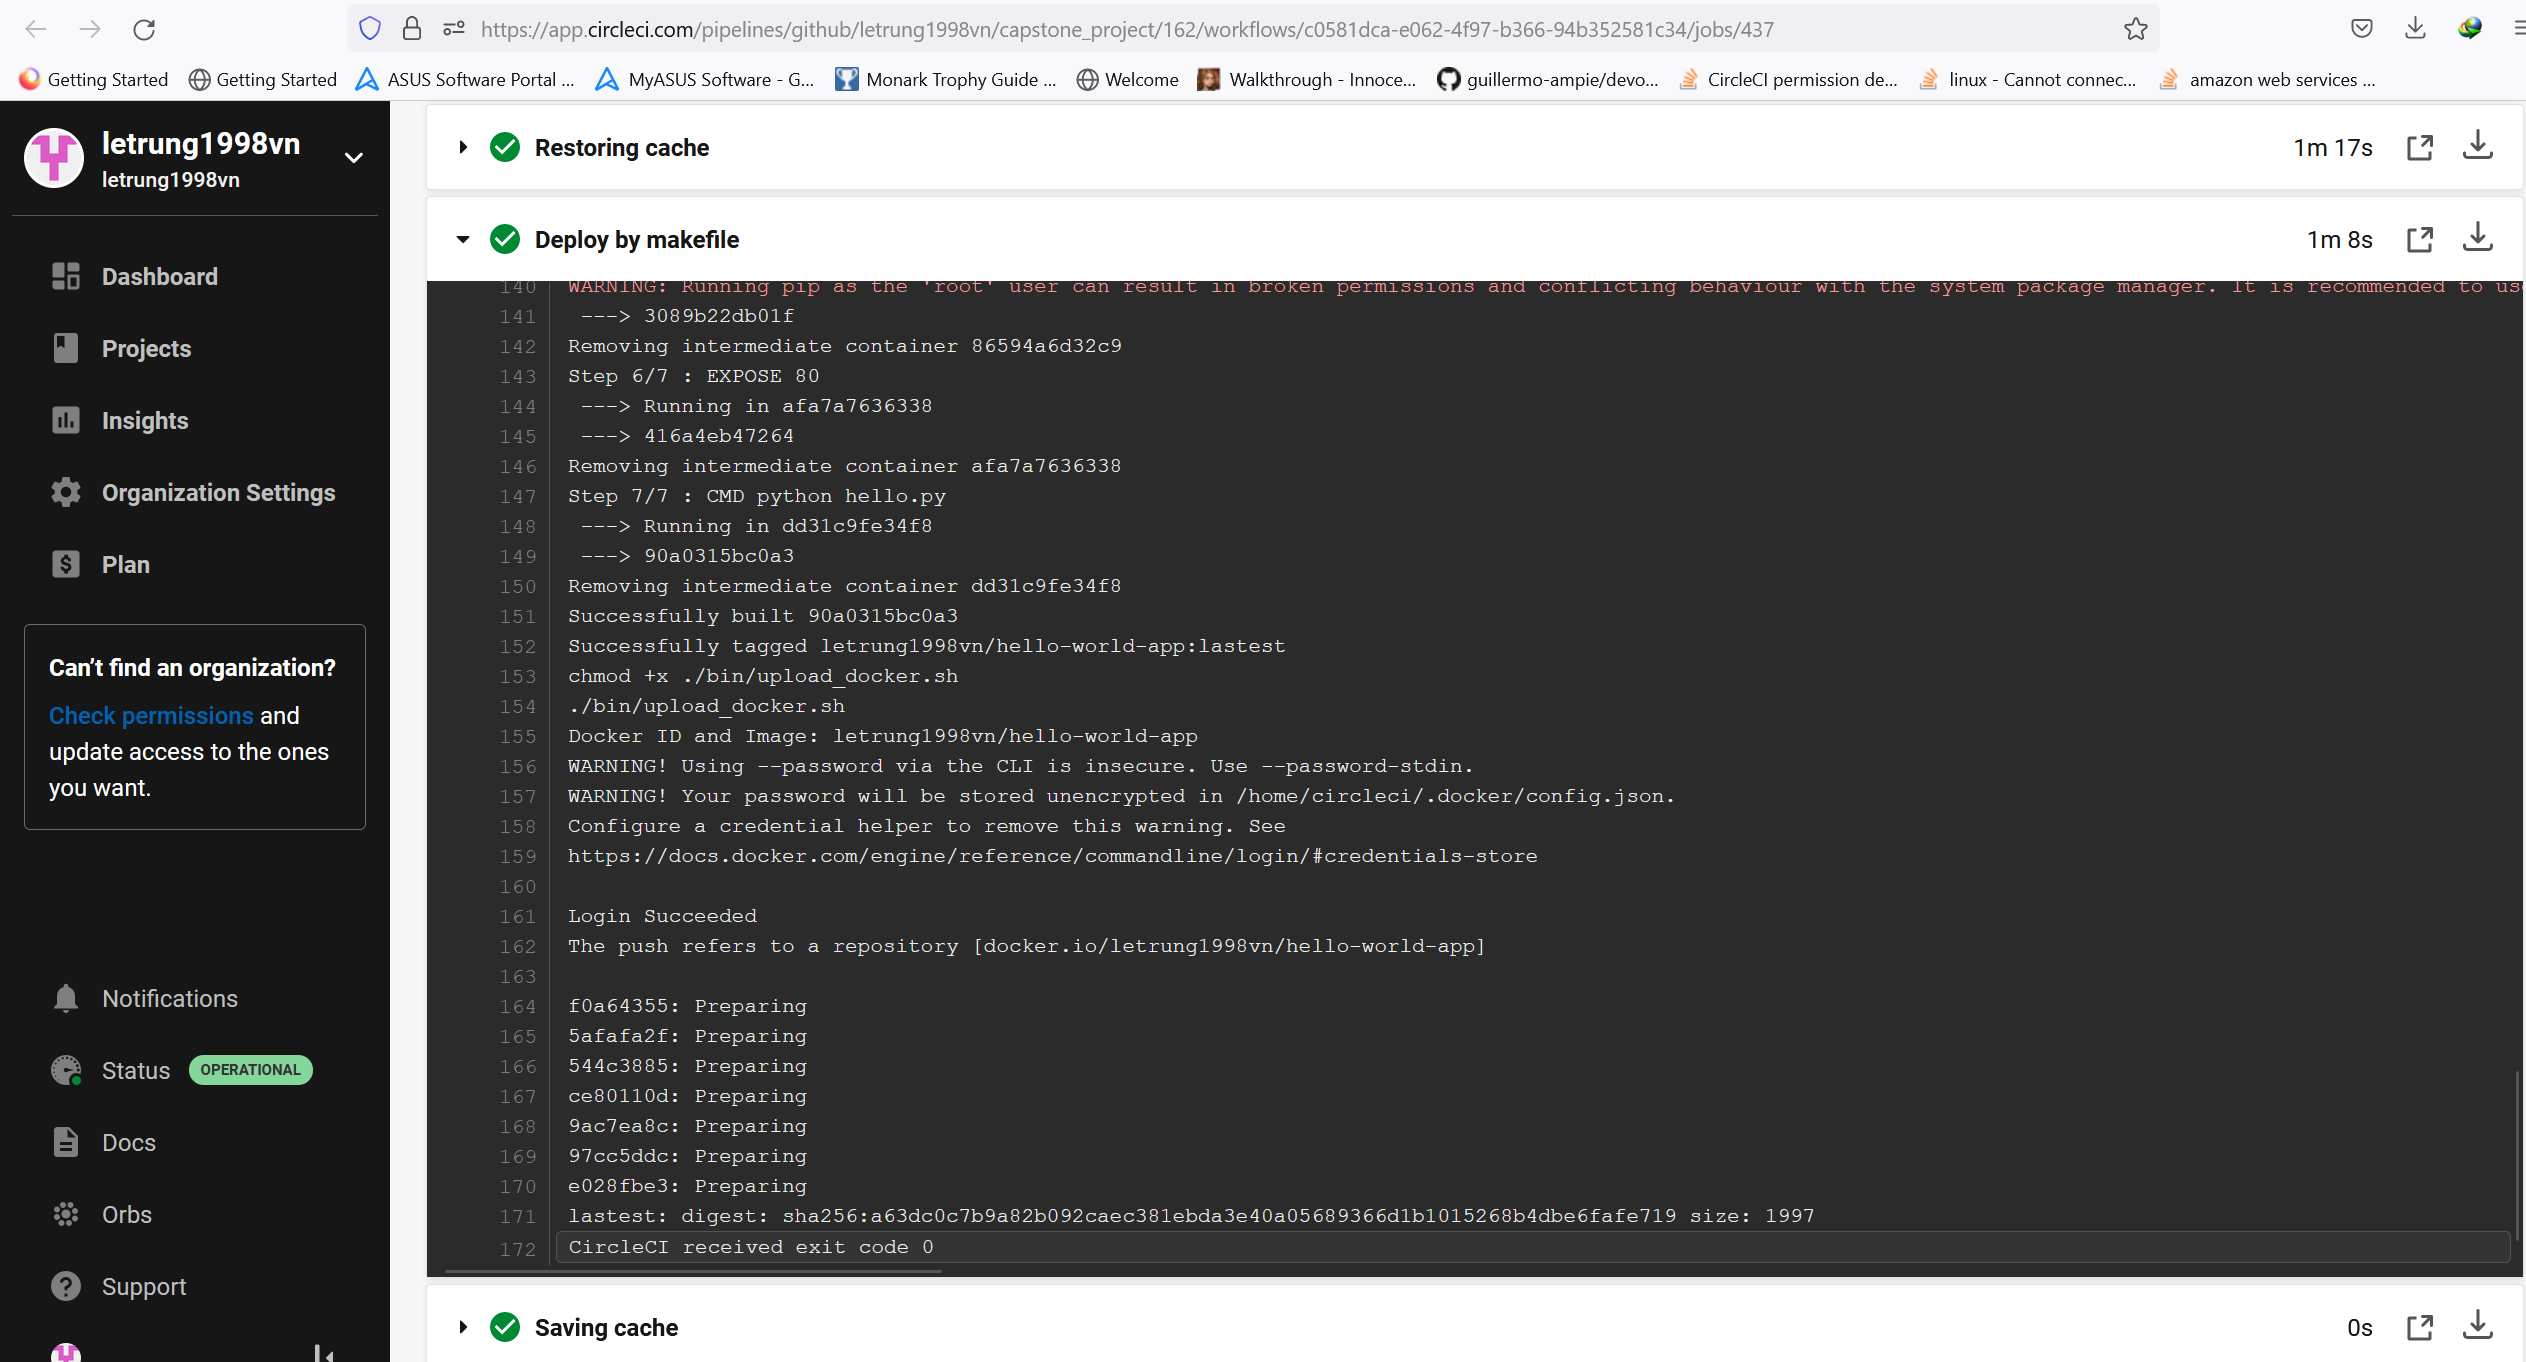 https://app.circleci.com/pipelines/github/letrung1998vn/capstone_project/162/workflows/c0581dca-e062-4f97-b366-94b352581c34/jobs/437
Getting Started
Getting Started
ASUS Software Portal ...
MyASUS Software - G...
Monark Trophy Guide ...
Welcome
Walkthrough - Innoce...
guillermo-ampie/devo...
CircleCI permission de...
linux - Cannot connec...
amazon web services ...
letrung1998vn
letrung1998vn
Dashboard
Projects
Insights
Organization Settings
Plan
Can't find an organization?
Check permissions and
update access to the ones
you want.
Notifications
Status OPERATIONAL
Docs
Orbs
Support
Restoring cache 1m 17s
Deploy by makefile 1m 8s
140 WARNING: Running pip as the 'root' user can result in broken permissions and conflicting behaviour with the system package manager. It is recommended to
141 ---> 3089b22db01f
142 Removing intermediate container 86594a6d32c9
143 Step 6/7 : EXPOSE 80
144 ---> Running in afa7a7636338
145 ---> 416a4eb47264
146 Removing intermediate container afa7a7636338
147 Step 7/7 : CMD python hello.py
148 ---> Running in dd31c9fe34f8
149 ---> 90a0315bc0a3
150 Removing intermediate container dd31c9fe34f8
151 Successfully built 90a0315bc0a3
152 Successfully tagged letrung1998vn/hello-world-app:lastest
153 chmod +x ./bin/upload_docker.sh
154 ./bin/upload_docker.sh
155 Docker ID and Image: letrung1998vn/hello-world-app
156 WARNING! Using --password via the CLI is insecure. Use --password-stdin.
157 WARNING! Your password will be stored unencrypted in /home/circleci/.docker/config.json.
158 Configure a credential helper to remove this warning. See
159 https://docs.docker.com/engine/reference/commandline/login/#credentials-store
160
161 Login Succeeded
162 The push refers to a repository [docker.io/letrung1998vn/hello-world-app]
163
164 f0a64355: Preparing
165 5afafa2f: Preparing
166 544c3885: Preparing
167 ce80110d: Preparing
168 9ac7ea8c: Preparing
169 97cc5ddc: Preparing
170 e028fbe3: Preparing
171 lastest: digest: sha256:a63dc0c7b9a82b092caec381ebda3e40a05689366d1b1015268b4dbe6fafe719 size: 1997
172 CircleCI received exit code 0
Saving cache 0s